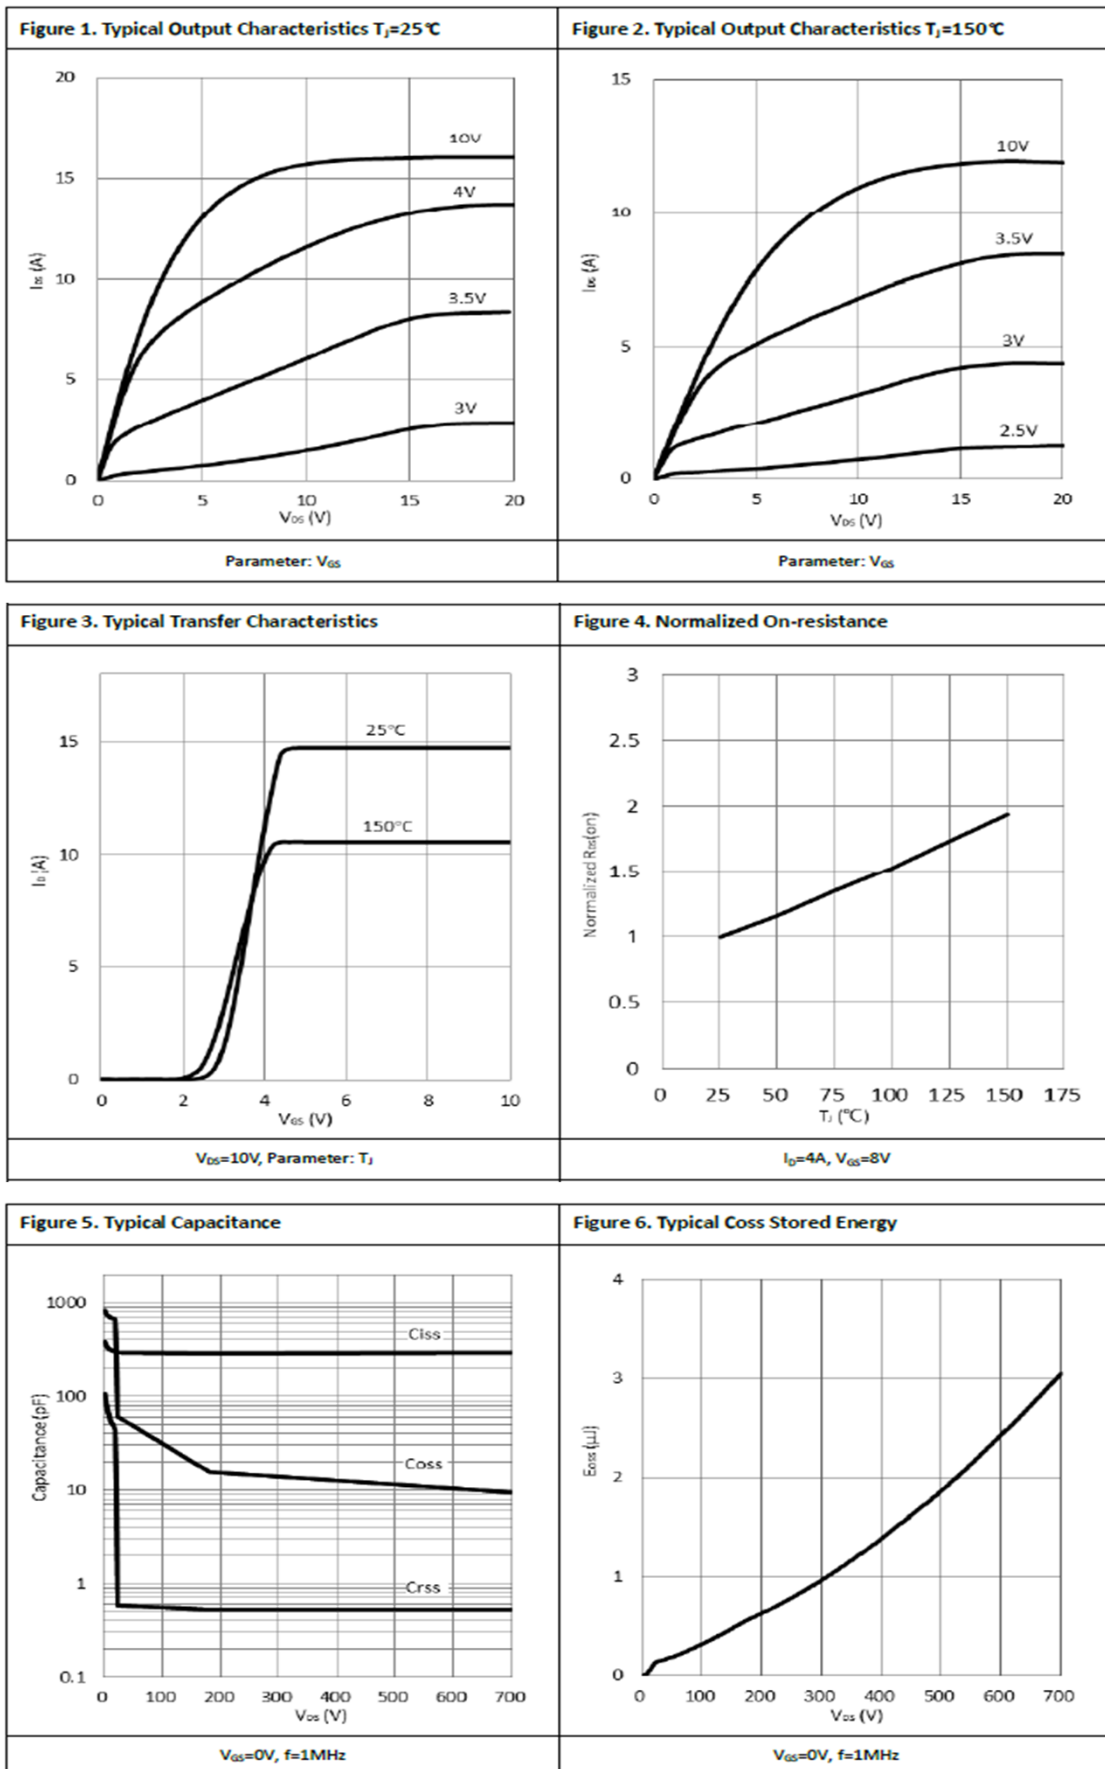 Figure 1. Typical Output Characteristics TJ=25℃
20
15
10
5
0
IDS (A)
10V
4V
3.5V
3V
0 5 10 15 20
VDS (V)
Parameter: VGS
Figure 2. Typical Output Characteristics TJ=150℃
15
10
5
0
IDS (A)
10V
3.5V
3V
2.5V
0 5 10 15 20
VDS (V)
Parameter: VGS
Figure 3. Typical Transfer Characteristics
15
10
5
0
ID (A)
25°C
150°C
0 2 4 6 8 10
VGS (V)
VDS=10V, Parameter: TJ
Figure 4. Normalized On-resistance
3
2.5
2
1.5
1
0.5
0
Normalized RDS(on)
0 25 50 75 100 125 150 175
TJ (℃)
ID=4A, VGS=8V
Figure 5. Typical Capacitance
1000
100
10
1
0.1
Capacitance (pF)
Ciss
Coss
Crss
0 100 200 300 400 500 600 700
VDS (V)
VGS=0V, f=1MHz
Figure 6. Typical Coss Stored Energy
4
3
2
1
0
Eoss (μJ)
0 100 200 300 400 500 600 700
VDS (V)
VGS=0V, f=1MHz